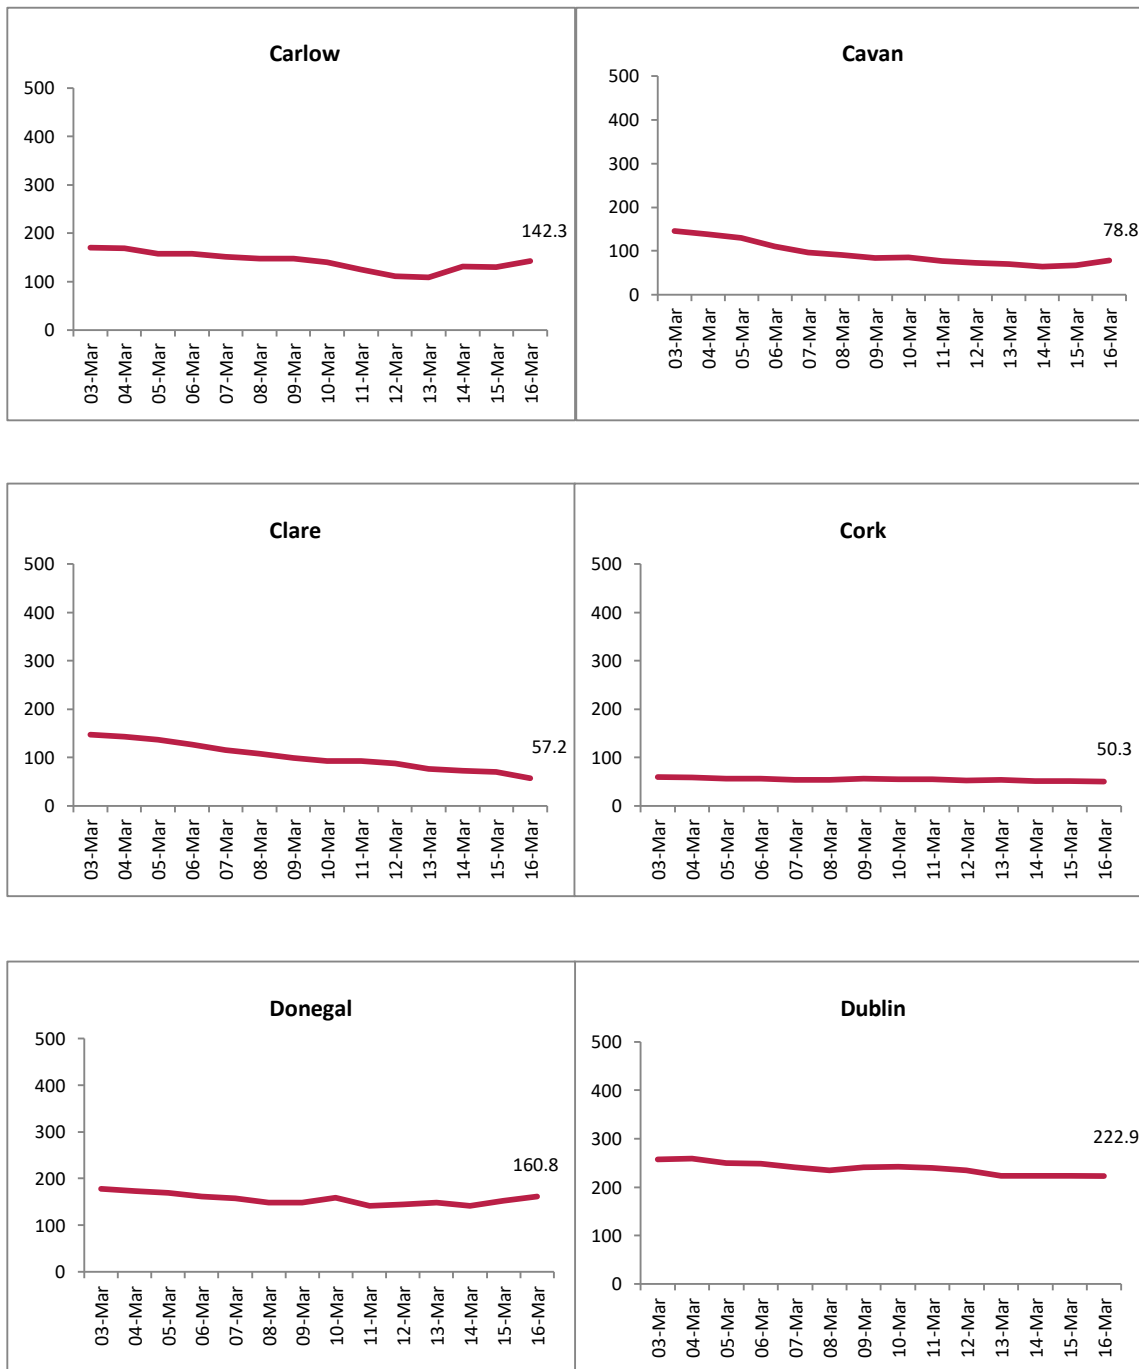 Carlow
500
400
300
200
100
0
142.3
03-Mar
04-Mar
05-Mar
06-Mar
07-Mar
08-Mar
09-Mar
10-Mar
11-Mar
12-Mar
13-Mar
14-Mar
15-Mar
16-Mar
Cavan
500
400
300
200
100
0
78.8
03-Mar
04-Mar
05-Mar
06-Mar
07-Mar
08-Mar
09-Mar
10-Mar
11-Mar
12-Mar
13-Mar
14-Mar
15-Mar
16-Mar
Clare
500
400
300
200
100
0
57.2
03-Mar
04-Mar
05-Mar
06-Mar
07-Mar
08-Mar
09-Mar
10-Mar
11-Mar
12-Mar
13-Mar
14-Mar
15-Mar
16-Mar
Cork
500
400
300
200
100
0
50.3
03-Mar
04-Mar
05-Mar
06-Mar
07-Mar
08-Mar
09-Mar
10-Mar
11-Mar
12-Mar
13-Mar
14-Mar
15-Mar
16-Mar
Donegal
500
400
300
200
100
0
160.8
03-Mar
04-Mar
05-Mar
06-Mar
07-Mar
08-Mar
09-Mar
10-Mar
11-Mar
12-Mar
13-Mar
14-Mar
15-Mar
16-Mar
Dublin
500
400
300
200
100
0
222.9
03-Mar
04-Mar
05-Mar
06-Mar
07-Mar
08-Mar
09-Mar
10-Mar
11-Mar
12-Mar
13-Mar
14-Mar
15-Mar
16-Mar